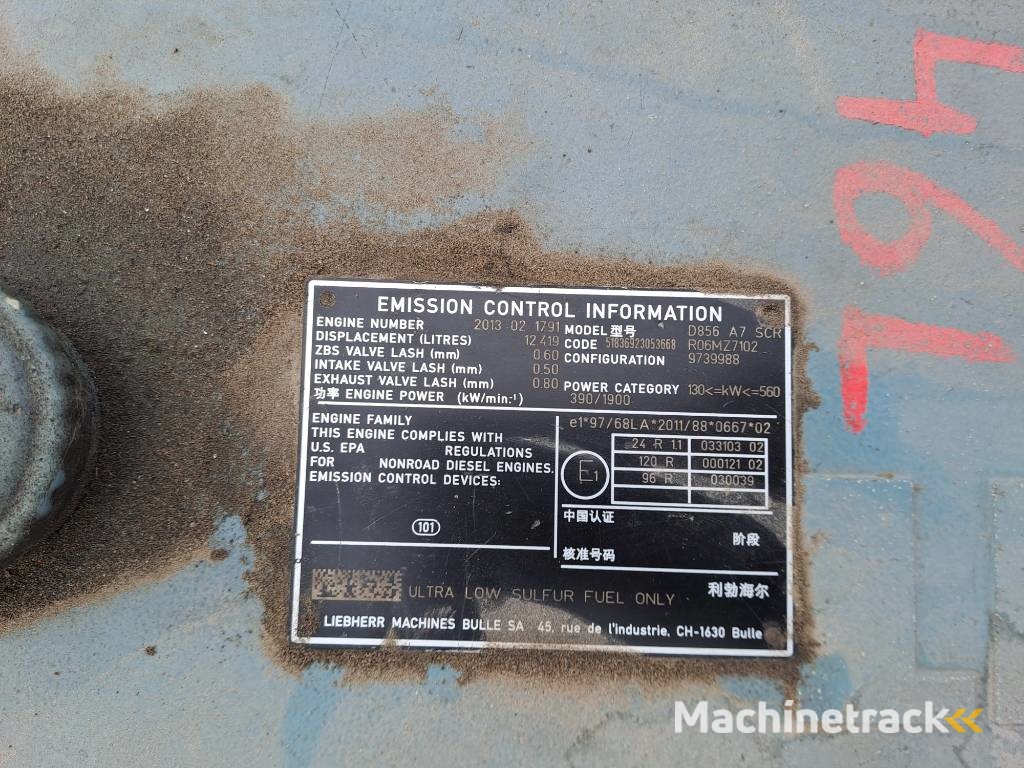 EMISSION CONTROL INFORMATION
ENGINE NUMBER 2013 02 1791
DISPLACEMENT (LITRES) 12.419
ZBS VALVE LASH (mm) 0.60
INTAKE VALVE LASH (mm) 0.50
EXHAUST VALVE LASH (mm) 0.80
功率 ENGINE POWER (kW/min-¹) 390/1900
MODEL 型号 D856 A7 SCR
CODE 51836923053668 R06MZ7102
CONFIGURATION 9739988
POWER CATEGORY 130<=kW<=560
ENGINE FAMILY
THIS ENGINE COMPLIES WITH
U.S. EPA REGULATIONS
FOR NONROAD DIESEL ENGINES.
EMISSION CONTROL DEVICES:
101
e1*97/68LA*2011/88*0667*02
E1
24 R 11 033103 02
120 R 000121 02
96 R 030039
中国认证
阶段
核准号码
ULTRA LOW SULFUR FUEL ONLY
利勃海尔
LIEBHERR MACHINES BULLE SA 45, rue de l'industrie, CH-1630 Bulle
Machinetrack